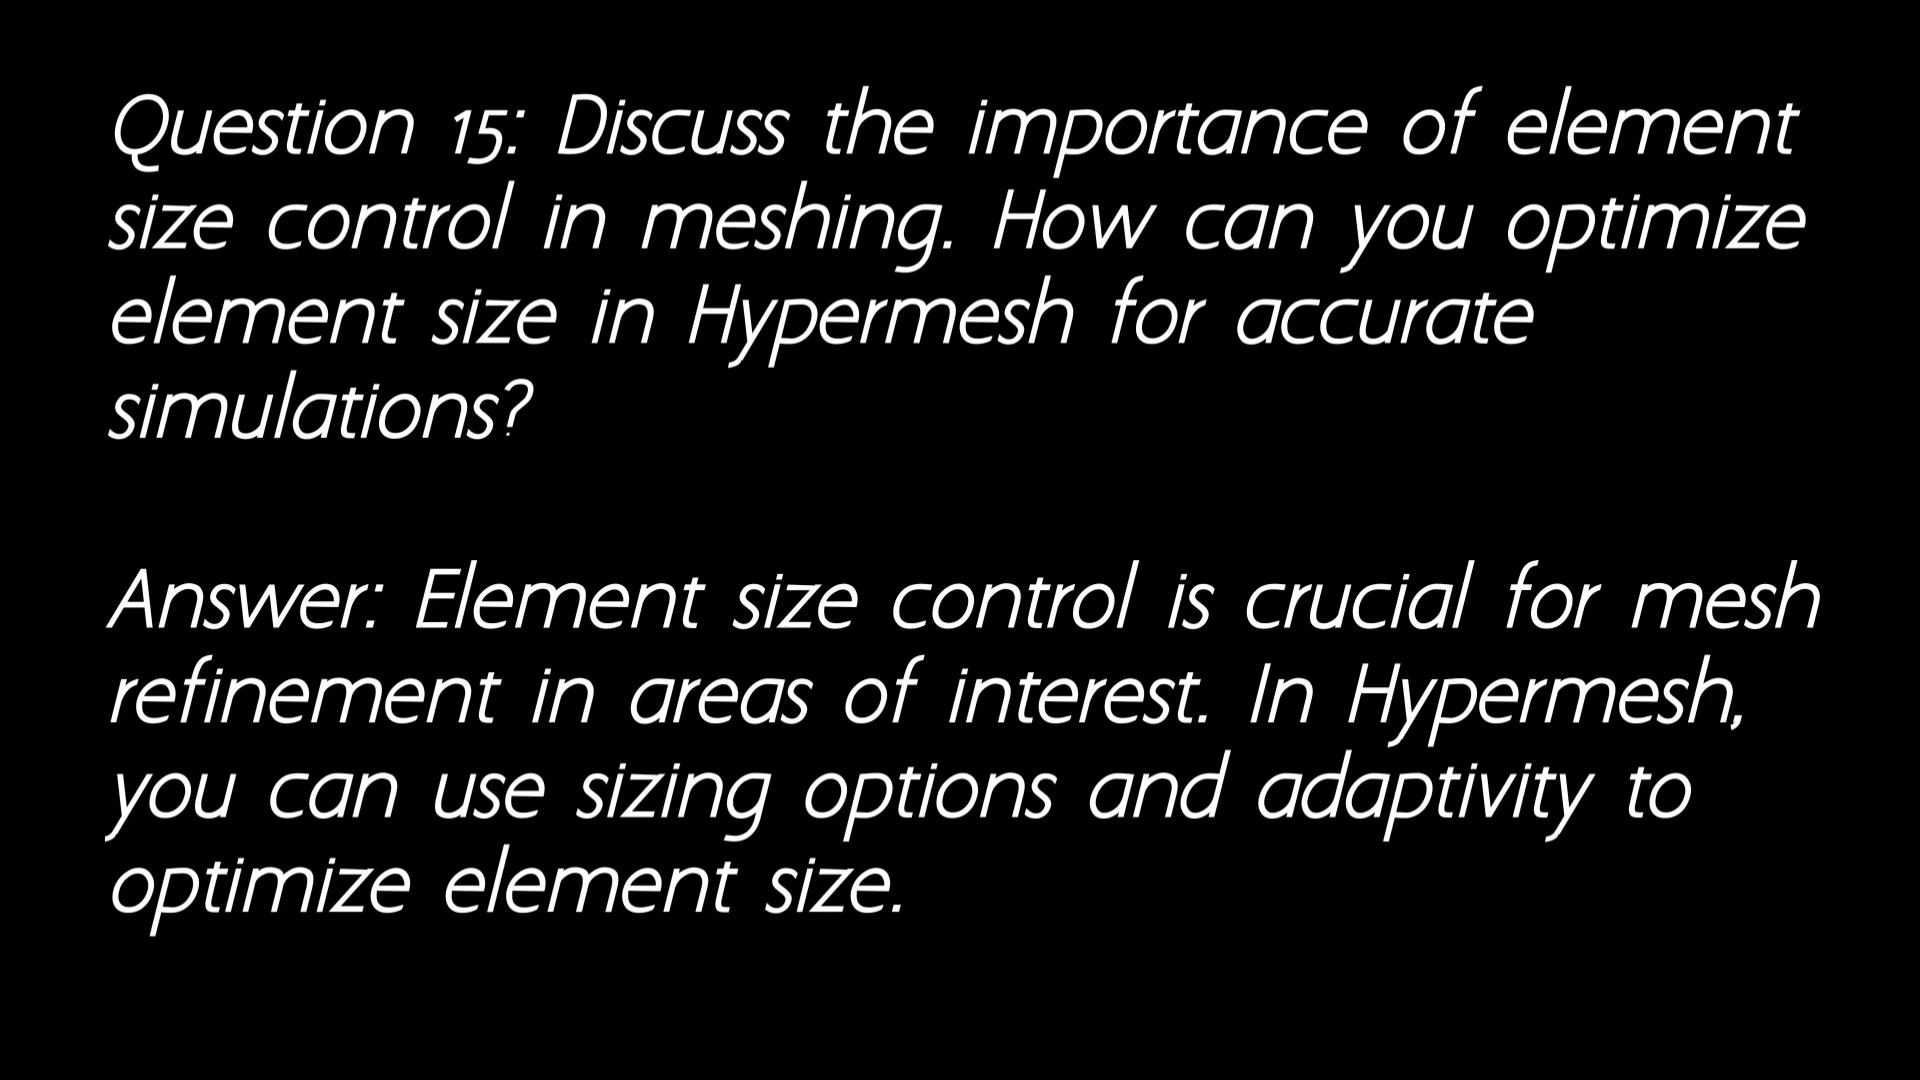 Question 15: Discuss the importance of element
size control in meshing. How can you optimize
element size in Hypermesh for accurate
simulations?
Answer: Element size control is crucial for mesh
refinement in areas of interest. In Hypermesh,
you can use sizing options and adaptivity to
optimize element size.